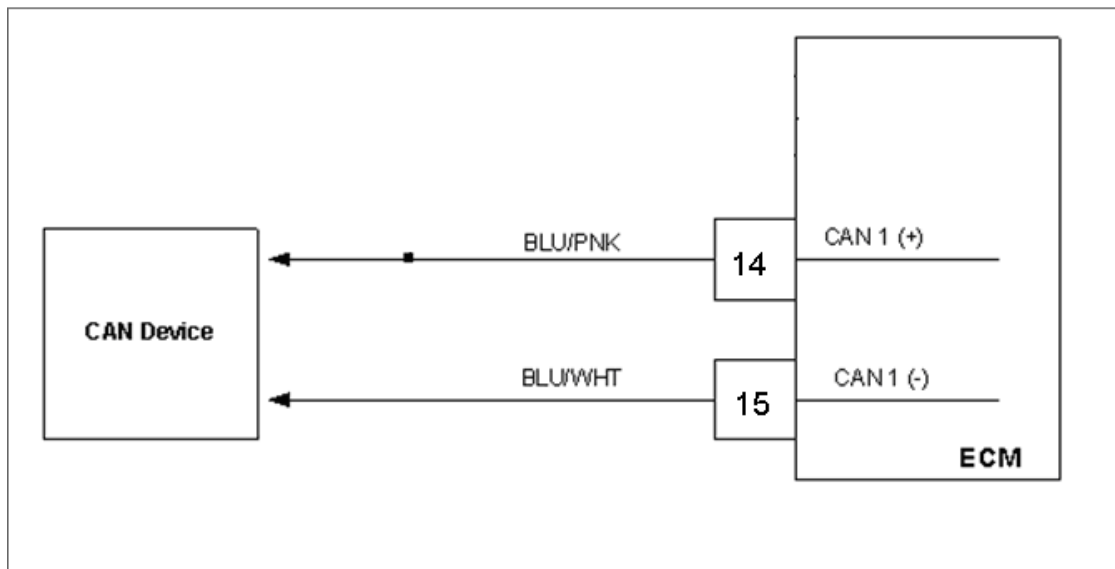 BLU/PNK
14
CAN 1 (+)
CAN Device
BLU/WHT
15
CAN 1 (-)
ECM